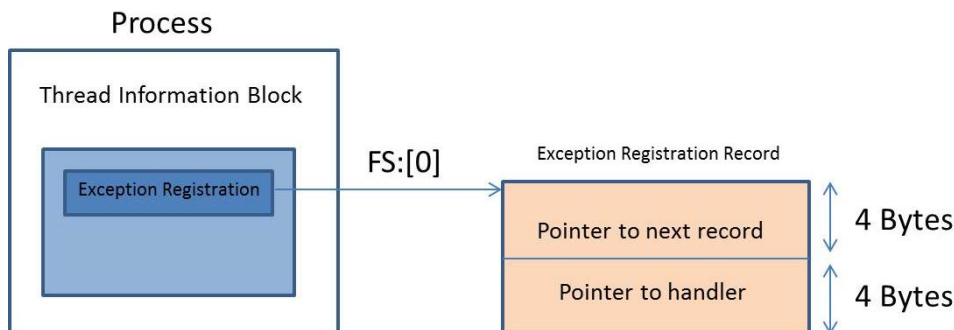 Process
Thread Information Block
Exception Registration
FS:[0]
Exception Registration Record
Pointer to next record
4 Bytes
Pointer to handler
4 Bytes